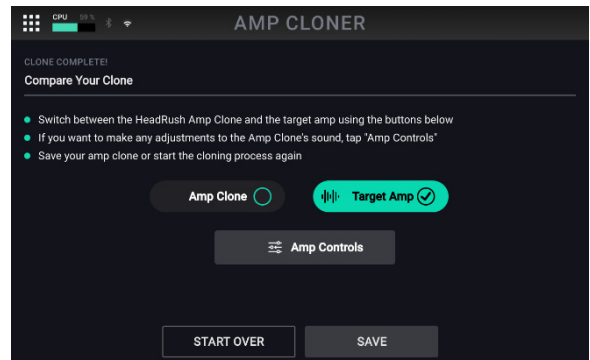 CPU 59 %
AMP CLONER
CLONE COMPLETE!
Compare Your Clone
Switch between the HeadRush Amp Clone and the target amp using the buttons below
If you want to make any adjustments to the Amp Clone's sound, tap "Amp Controls"
Save your amp clone or start the cloning process again
Amp Clone
Target Amp
Amp Controls
START OVER
SAVE